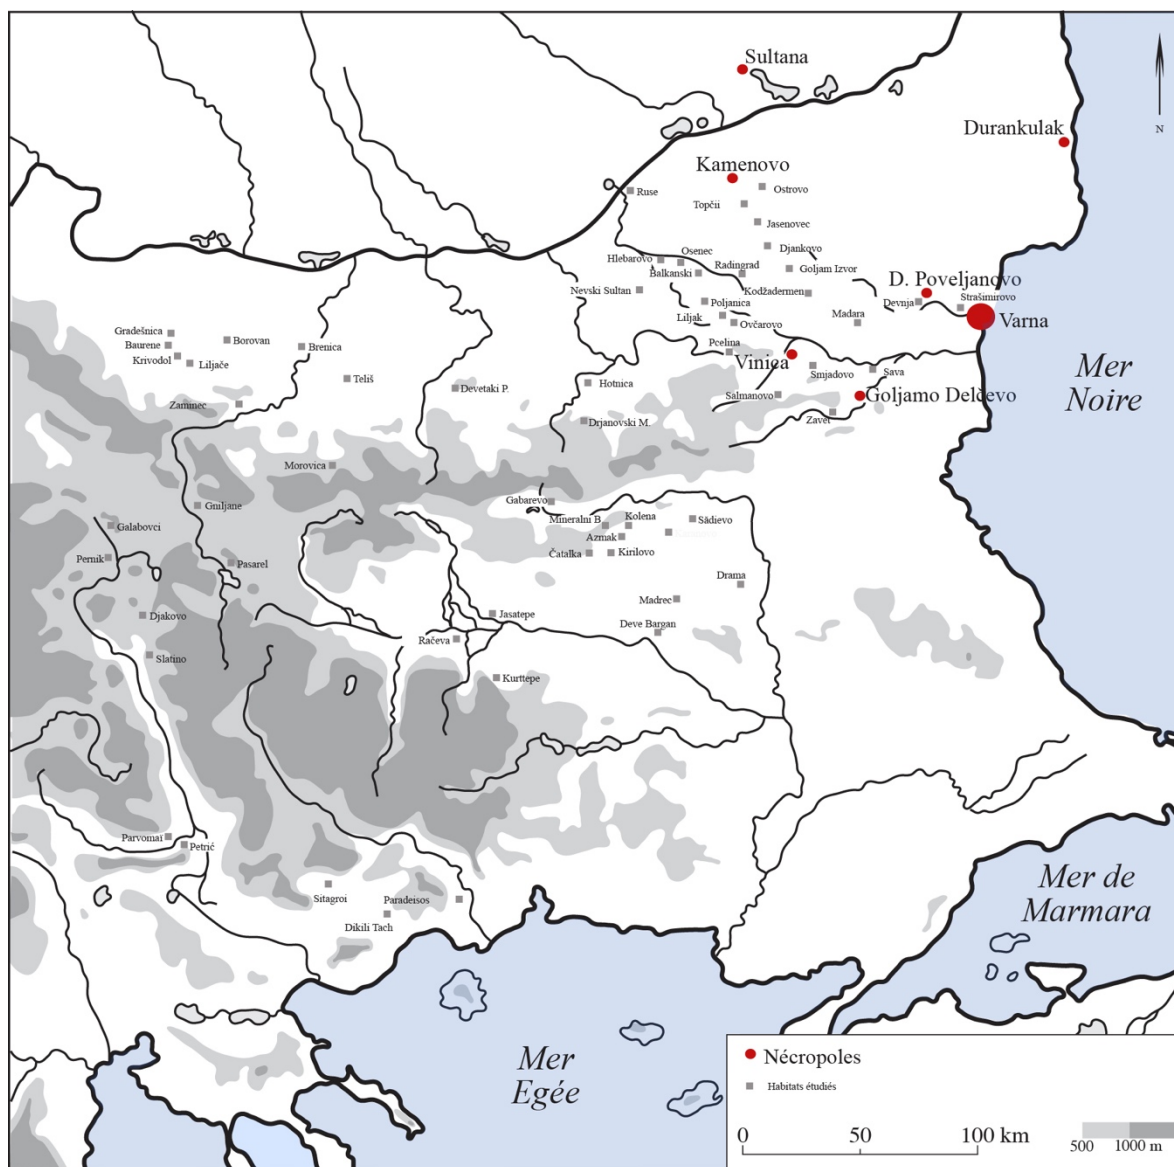 Sultana
N
Durankulak
Kamenovo
Ruse
Ostrovo
Topčii
Jasenovec
Osenec
Djankovo
Hlebarovo
Radingrad
Goljam Izvor
Balkanski
D. Poveljanovo
Nevski Sultan
Kodžadermen
Devnja
Strašimirovo
Poljanica
Liljak
Ovčarovo
Madara
Varna
Gradešnica
Borovan
Baurene
Brenica
Krivodol
Liljače
Pcelina
Vinica
Smjadovo
Sava
Mer
Noire
Teliš
Devetaki P.
Hotnica
Salmanovo
Goljamo Delčevo
Zaminec
Drjanovski M.
Zavet
Morovica
Gniljane
Gabarevo
Galabovci
Mineralni B
Kolena
Sădievo
Azmak
Pernik
Pasarel
Čatalka
Kirilovo
Drama
Djakovo
Jasatepe
Madrec
Račeva
Deve Bargan
Slatino
Kurttepe
Parvomaï
Petrič
Sitagroi
Paradeisos
Dikili Tach
Mer de
Marmara
Mer
Egée
Nécropoles
Habitats étudiés
0 50 100 km
500 1000 m